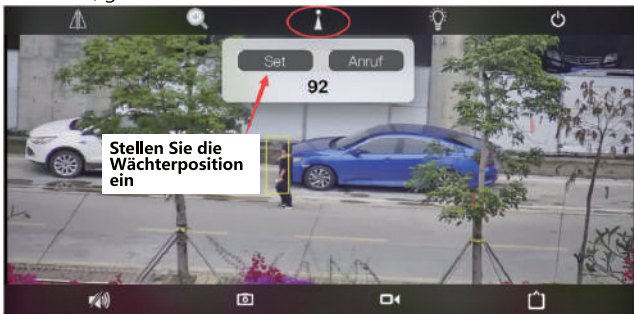 Set
Anruf
92
Stellen Sie die
Wächterposition
ein